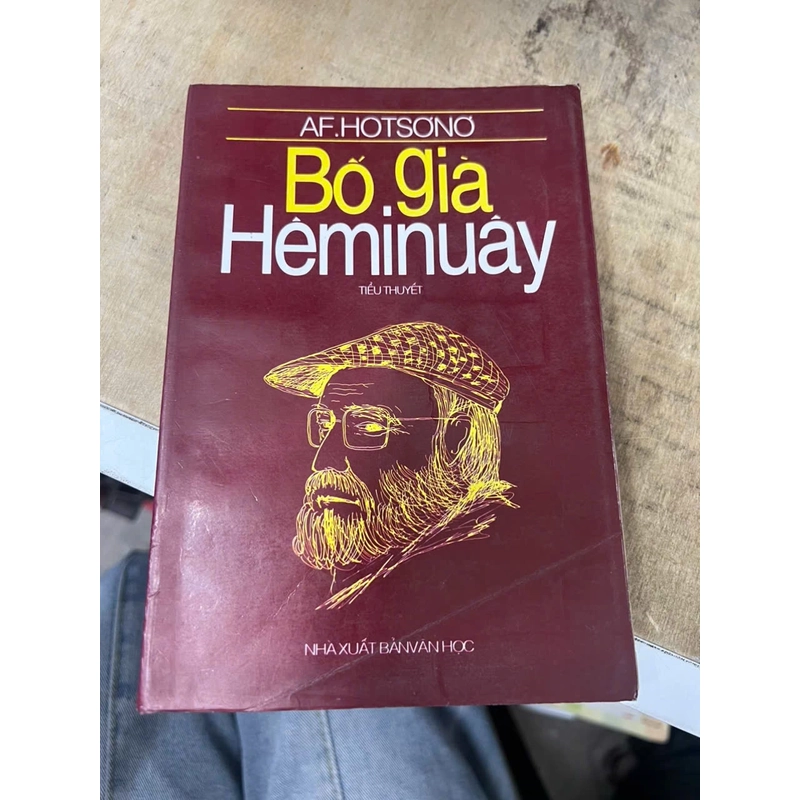 AF.HOTSƠNƠ
Bố già
Hêminuây
TIỂU THUYẾT
NHÀ XUẤT BẢN VĂN HỌC